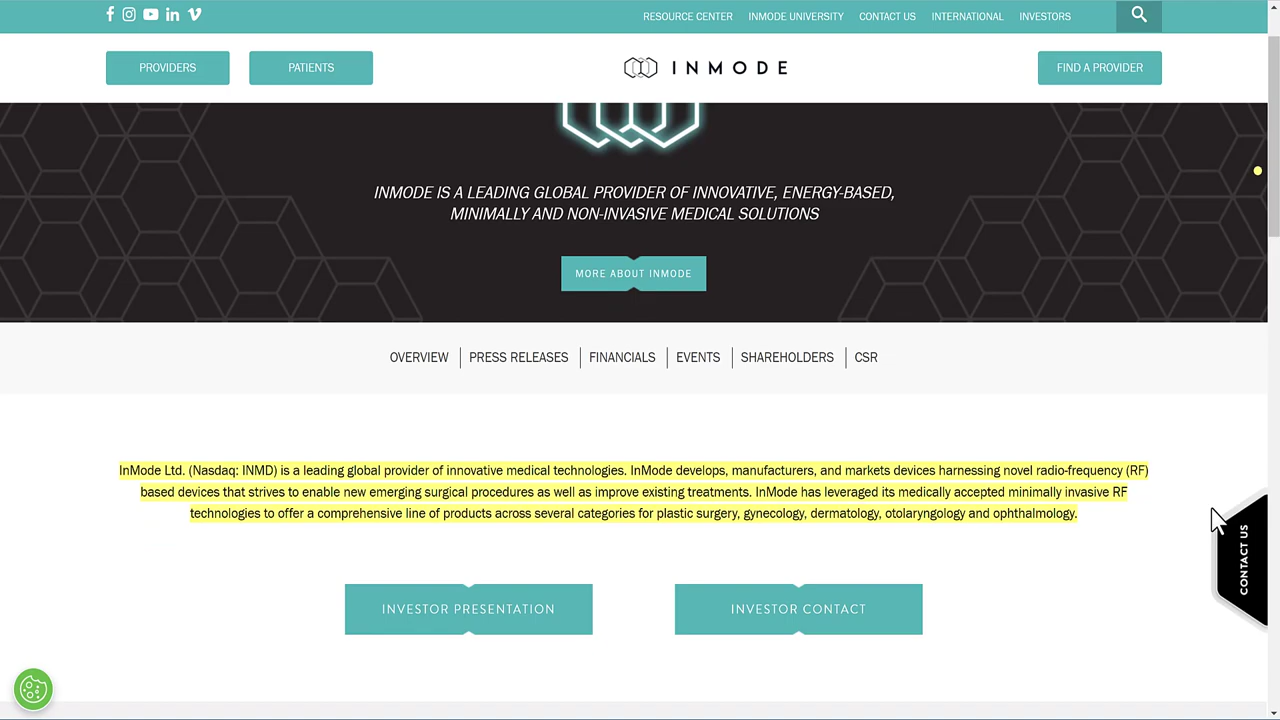 RESOURCE CENTER INMODE UNIVERSITY CONTACT US INTERNATIONAL INVESTORS
PROVIDERS PATIENTS INMODE FIND A PROVIDER
INMODE IS A LEADING GLOBAL PROVIDER OF INNOVATIVE, ENERGY-BASED,
MINIMALLY AND NON-INVASIVE MEDICAL SOLUTIONS
MORE ABOUT INMODE
OVERVIEW PRESS RELEASES FINANCIALS EVENTS SHAREHOLDERS CSR
InMode Ltd. (Nasdaq: INMD) is a leading global provider of innovative medical technologies. InMode develops, manufacturers, and markets devices harnessing novel radio-frequency (RF)
based devices that strives to enable new emerging surgical procedures as well as improve existing treatments. InMode has leveraged its medically accepted minimally invasive RF
technologies to offer a comprehensive line of products across several categories for plastic surgery, gynecology, dermatology, otolaryngology and ophthalmology.
CONTACT US
INVESTOR PRESENTATION INVESTOR CONTACT